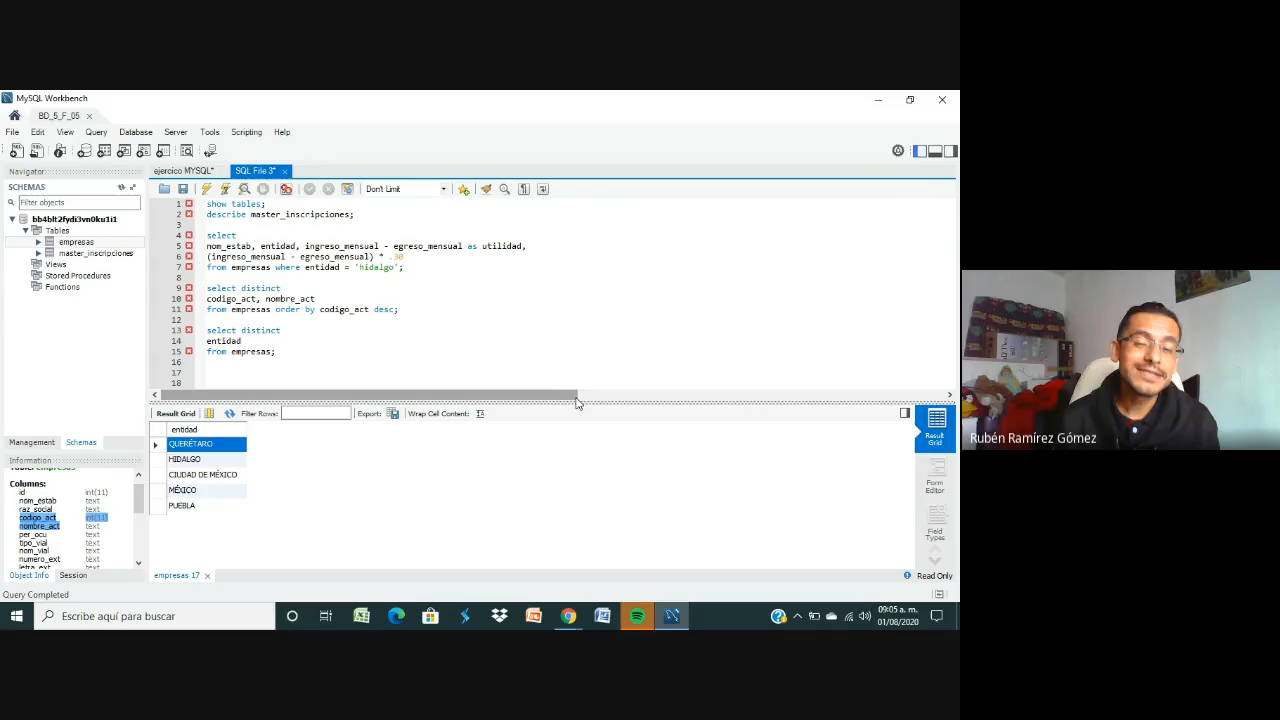 MySQL Workbench
BD_5_F_05
File Edit View Query Database Server Tools Scripting Help
Navigator
SCHEMAS
Filter objects
bb4blt2fydi3vn0ku1i1
Tables
empresas
master_inscripciones
Views
Stored Procedures
Functions
Management Schemas
Information
Columns:
id int(11)
nom_estab text
raz_social text
codigo_act int(11)
nombre_act text
per_ocu text
tipo_vial text
nom_vial text
numero_ext text
letra_ext text
Object Info Session
Query Completed
ejercico MYSQL* SQL File 3*
Don't Limit
1 show tables;
2 describe master_inscripciones;
3
4 select
5 nom_estab, entidad, ingreso_mensual - egreso_mensual as utilidad,
6 (ingreso_mensual - egreso_mensual) * .30
7 from empresas where entidad = 'hidalgo';
8
9 select distinct
10 codigo_act, nombre_act
11 from empresas order by codigo_act desc;
12
13 select distinct
14 entidad
15 from empresas;
16
17
18
Result Grid Filter Rows: Export: Wrap Cell Content:
entidad
QUERÉTARO
HIDALGO
CIUDAD DE MÉXICO
MÉXICO
PUEBLA
Result Grid
Form Editor
Field Types
empresas 17
Read Only
Escribe aquí para buscar
09:05 a. m.
01/08/2020
Rubén Ramírez Gómez